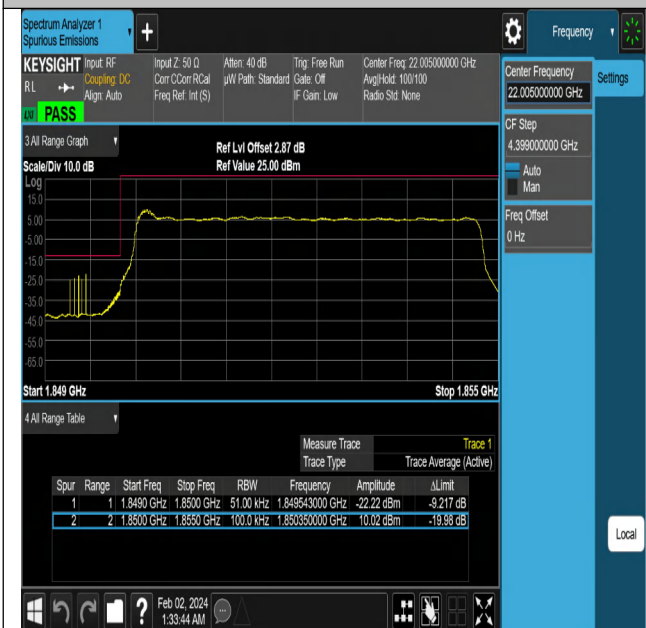 Spectrum Analyzer 1
Spurious Emissions
+
Frequency
KEYSIGHT
RL
Input: RF
Coupling: DC
Align: Auto
Input Z: 50 Ω
Corr CCorr RCal
Freq Ref: Int (S)
Atten: 40 dB
µW Path: Standard
Trig: Free Run
Gate: Off
IF Gain: Low
Center Freq: 22.005000000 GHz
Avg|Hold: 100/100
Radio Std: None
PASS
Center Frequency
22.005000000 GHz
Settings
CF Step
4.399000000 GHz
Auto
Man
Freq Offset
0 Hz
3 All Range Graph
Scale/Div 10.0 dB
Ref Lvl Offset 2.87 dB
Ref Value 25.00 dBm
Log
15.0
5.00
-5.00
-15.0
-25.0
-35.0
-45.0
-55.0
-65.0
Start 1.849 GHz
Stop 1.855 GHz
4 All Range Table
Measure Trace Trace 1
Trace Type Trace Average (Active)
Spur Range Start Freq Stop Freq RBW Frequency Amplitude ΔLimit
1 1 1.8490 GHz 1.8500 GHz 51.00 kHz 1.849543000 GHz -22.22 dBm -9.217 dB
2 2 1.8500 GHz 1.8550 GHz 100.0 kHz 1.850350000 GHz 10.02 dBm -19.98 dB
Local
?
Feb 02, 2024
1:33:44 AM